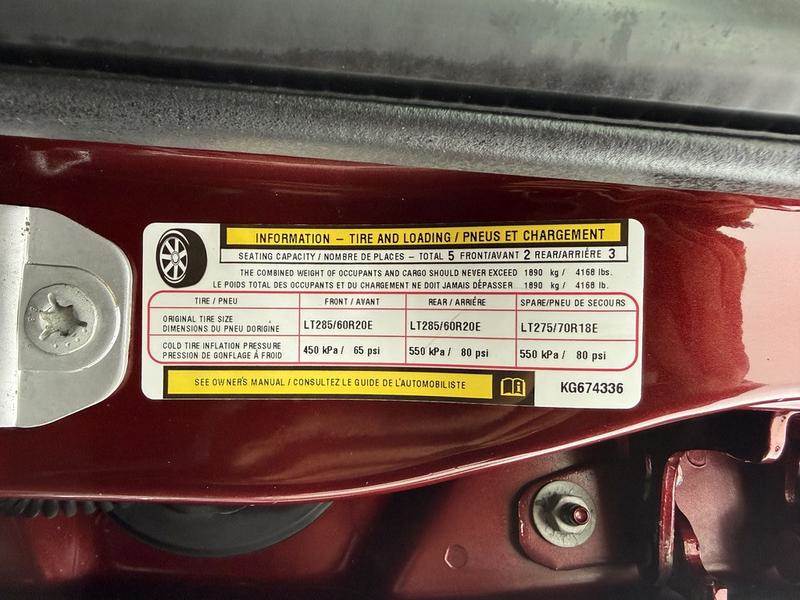 INFORMATION – TIRE AND LOADING / PNEUS ET CHARGEMENT
SEATING CAPACITY / NOMBRE DE PLACES – TOTAL 5 FRONT/AVANT 2 REAR/ARRIÈRE 3
THE COMBINED WEIGHT OF OCCUPANTS AND CARGO SHOULD NEVER EXCEED 1890 kg / 4168 lbs.
LE POIDS TOTAL DES OCCUPANTS ET DU CHARGEMENT NE DOIT JAMAIS DÉPASSER 1890 kg / 4168 lb.
TIRE / PNEU FRONT / AVANT REAR / ARRIÉRE SPARE/PNEU DE SECOURS
ORIGINAL TIRE SIZE
DIMENSIONS DU PNEU DORIGINE LT285/60R20E LT285/60R20E LT275/70R18E
COLD TIRE INFLATION PRESSURE
PRESSION DE GONFLAGE À FROID 450 kPa / 65 psi 550 kPa / 80 psi 550 kPa / 80 psi
SEE OWNER'S MANUAL / CONSULTEZ LE GUIDE DE L'AUTOMOBILISTE
KG674336